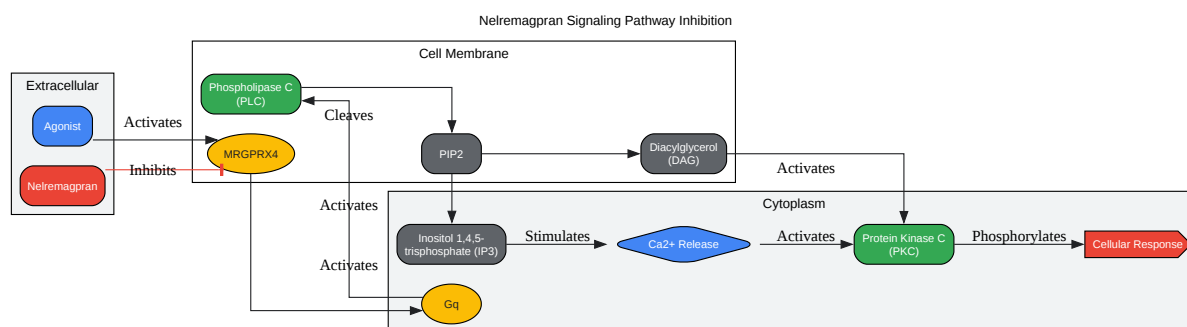 Nelremagpran Signaling Pathway Inhibition
Cell Membrane
Extracellular
Phospholipase C
(PLC)
Cleaves
Agonist
Activates
MRGPRX4
PIP2
Diacylglycerol
(DAG)
Inhibits
Activates
Nelremagpran
Activates
Cytoplasm
Inositol 1,4,5-
trisphosphate (IP3)
Stimulates
Ca2+ Release
Activates
Protein Kinase C
(PKC)
Phosphorylates
Cellular Response
Activates
Gq